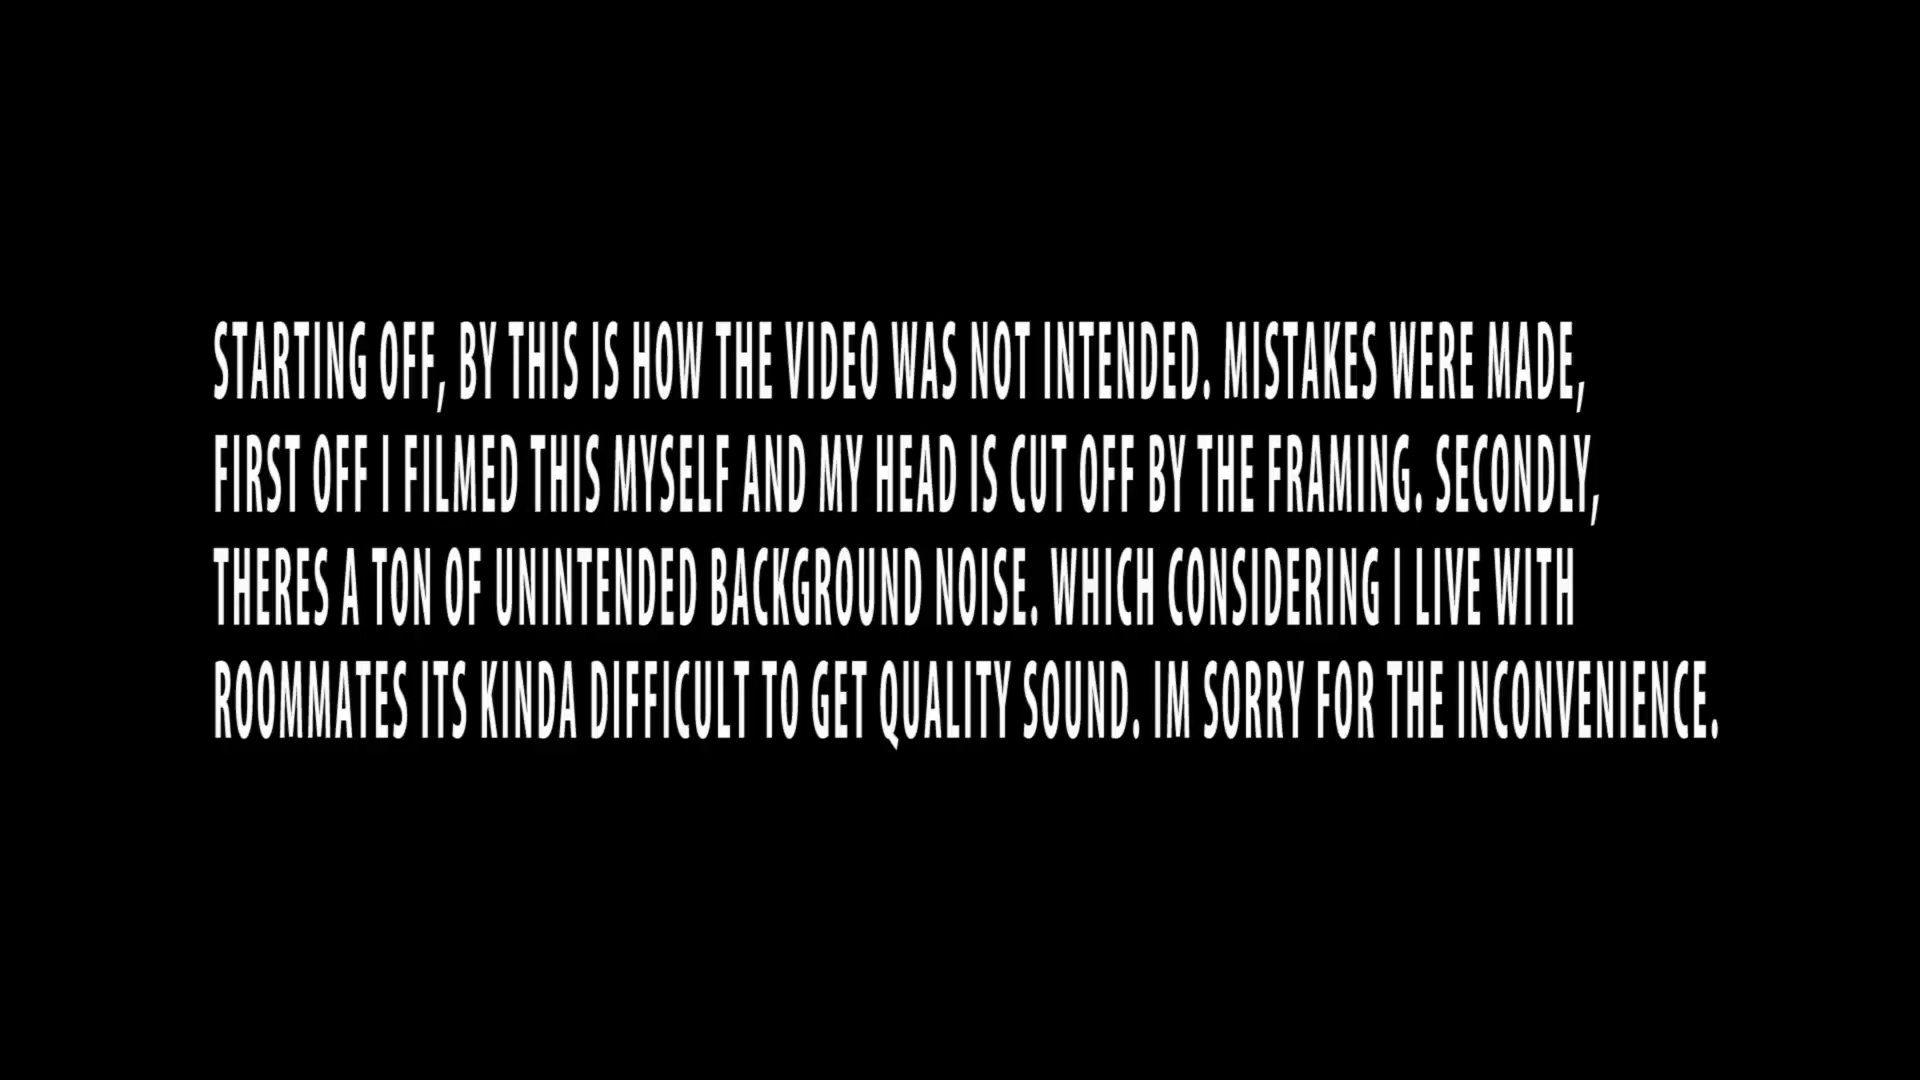 STARTING OFF, BY THIS IS HOW THE VIDEO WAS NOT INTENDED. MISTAKES WERE MADE,
FIRST OFF I FILMED THIS MYSELF AND MY HEAD IS CUT OFF BY THE FRAMING. SECONDLY,
THERES A TON OF UNINTENDED BACKGROUND NOISE. WHICH CONSIDERING I LIVE WITH
ROOMMATES ITS KINDA DIFFICULT TO GET QUALITY SOUND. IM SORRY FOR THE INCONVENIENCE.